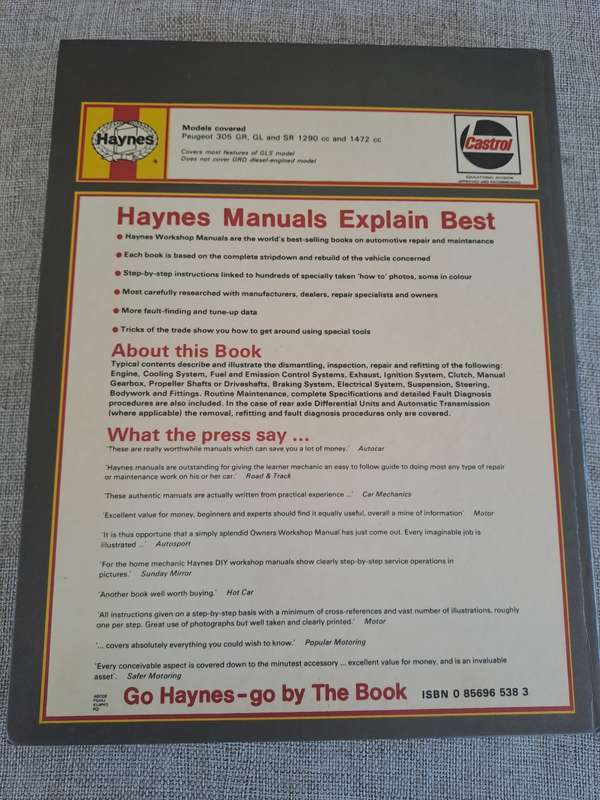 Haynes
®
Models covered
Peugeot 305 GR, GL and SR 1290 cc and 1472 cc
Covers most features of GLS model
Does not cover GRD diesel-engined model
Castrol
EDUCATIONAL DIVISION
APPROVED AND RECOMMENDED
Haynes Manuals Explain Best
● Haynes Workshop Manuals are the world's best-selling books on automotive repair and maintenance
● Each book is based on the complete stripdown and rebuild of the vehicle concerned
● Step-by-step instructions linked to hundreds of specially taken 'how to' photos, some in colour
● Most carefully researched with manufacturers, dealers, repair specialists and owners
● More fault-finding and tune-up data
● Tricks of the trade show you how to get around using special tools
About this Book
Typical contents describe and illustrate the dismantling, inspection, repair and refitting of the following:
Engine, Cooling System, Fuel and Emission Control Systems, Exhaust, Ignition System, Clutch, Manual
Gearbox, Propeller Shafts or Driveshafts, Braking System, Electrical System, Suspension, Steering,
Bodywork and Fittings. Routine Maintenance, complete Specifications and detailed Fault Diagnosis
procedures are also included. In the case of rear axle Differential Units and Automatic Transmission
(where applicable) the removal, refitting and fault diagnosis procedures only are covered.
What the press say ...
'These are really worthwhile manuals which can save you a lot of money.' Autocar
'Haynes manuals are outstanding for giving the learner mechanic an easy to follow guide to doing most any type of repair
or maintenance work on his or her car.' Road & Track
'These authentic manuals are actually written from practical experience ...' Car Mechanics
'Excellent value for money, beginners and experts should find it equally useful, overall a mine of information' Motor
'It is thus opportune that a simply splendid Owners Workshop Manual has just come out. Every imaginable job is
illustrated ...' Autosport
'For the home mechanic Haynes DIY workshop manuals show clearly step-by-step service operations in
pictures.' Sunday Mirror
'Another book well worth buying.' Hot Car
'All instructions given on a step-by-step basis with a minimum of cross-references and vast number of illustrations, roughly
one per step. Great use of photographs but well taken and clearly printed.' Motor
'... covers absolutely everything you could wish to know.' Popular Motoring
'Every conceivable aspect is covered down to the minutest accessory ... excellent value for money, and is an invaluable
asset'. Safer Motoring
ABCDE
FGHIJ
KLMNO
PQ
Go Haynes–go by The Book ISBN 0 85696 538 3